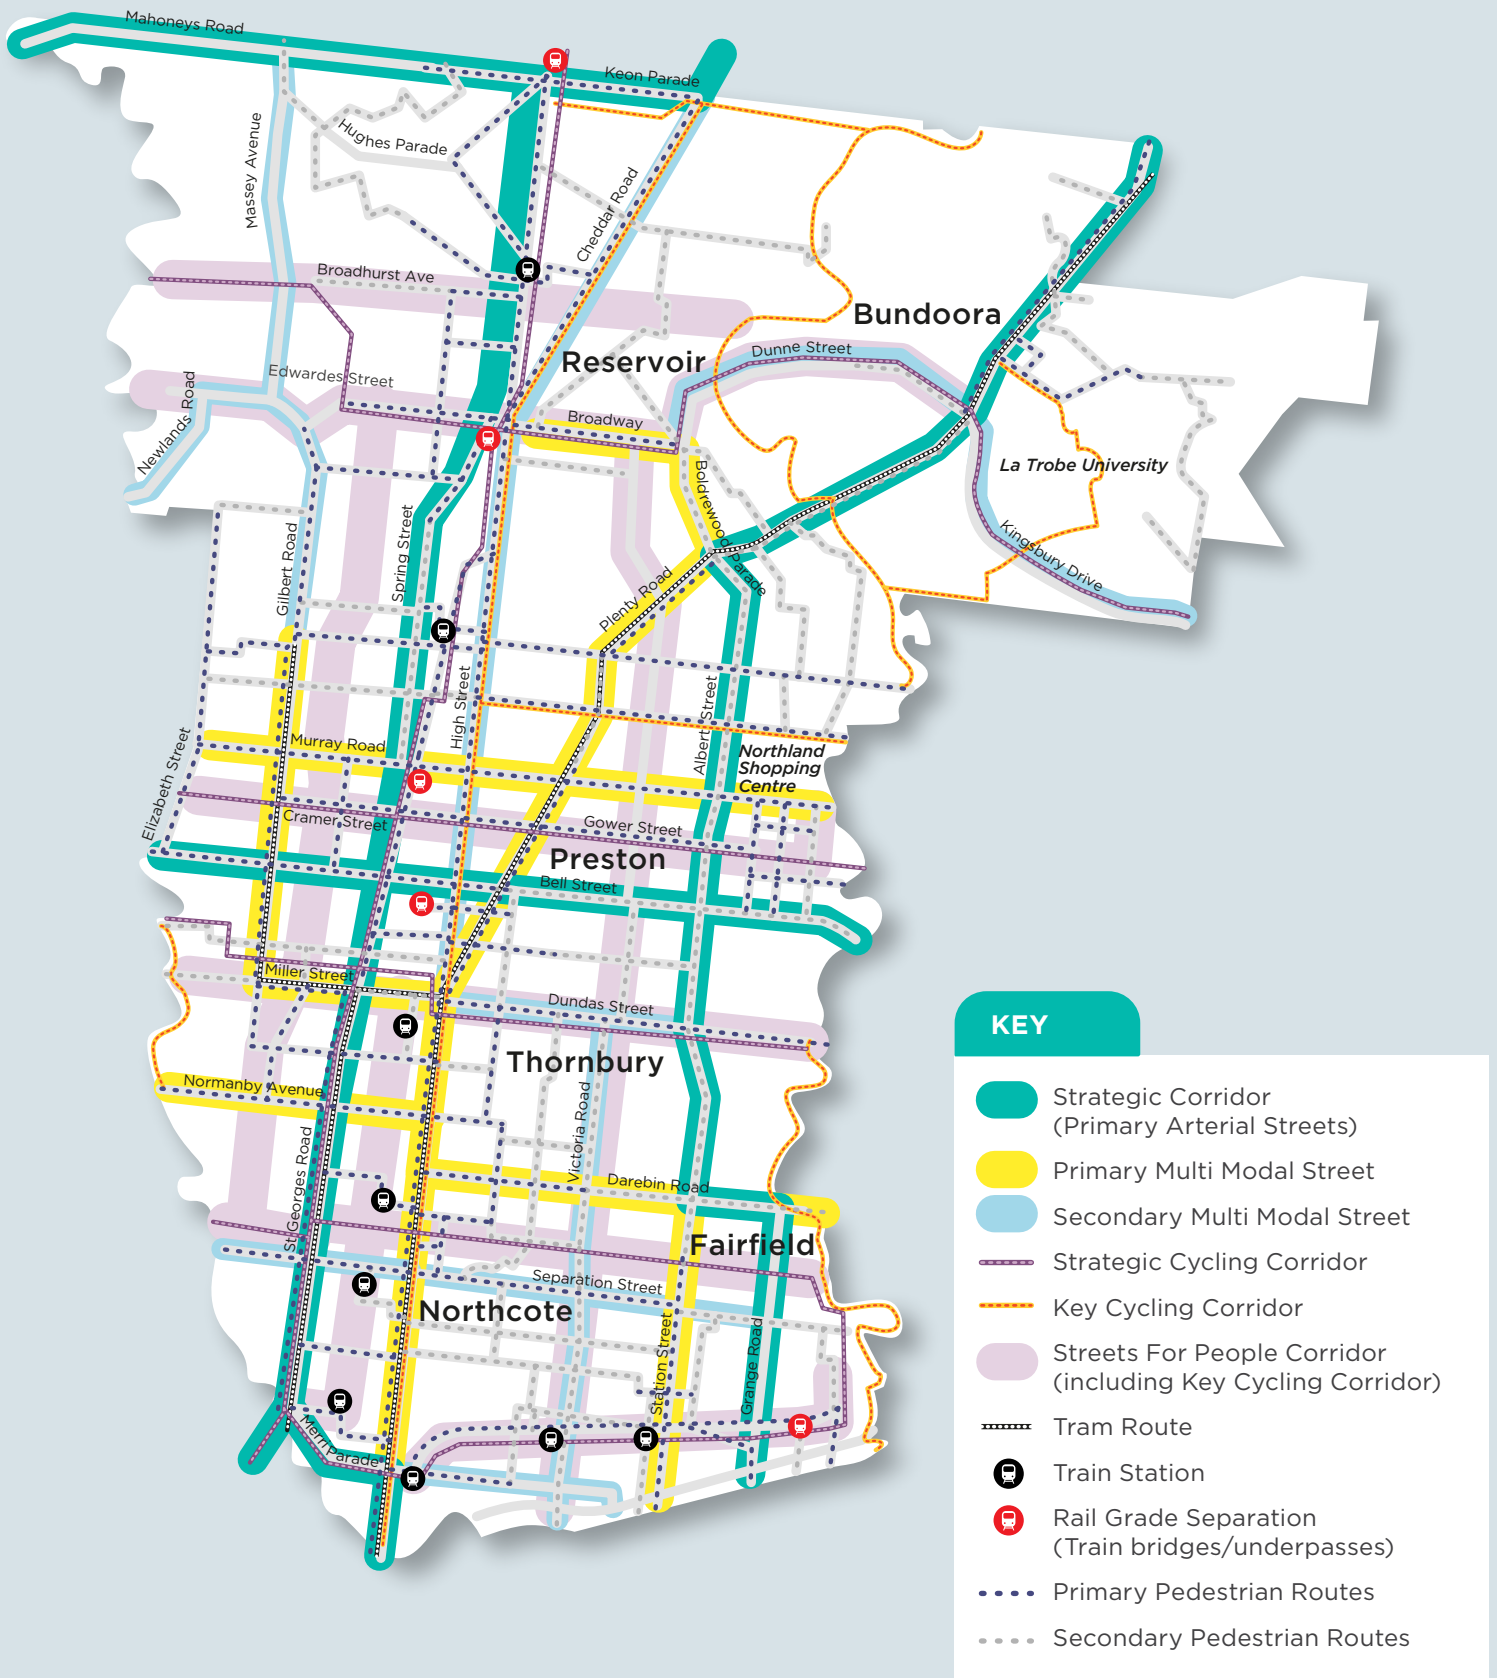 Mahoneys Road
Keon Parade
Massey Avenue
Hughes Parade
Cheddar Road
Broadhurst Ave
Bundoora
Dunne Street
Reservoir
Edwardes Street
Newlands Road
Broadway
Boldrewood Parade
La Trobe University
Kingsbury Drive
Gilbert Road
Spring Street
Plenty Road
High Street
Albert Street
Elizabeth Street
Murray Road
Northland
Shopping
Centre
Cramer Street
Gower Street
Preston
Bell Street
Miller Street
Dundas Street
Thornbury
Normanby Avenue
Victoria Road
St Georges Road
Darebin Road
Fairfield
Separation Street
Northcote
Station Street
Grange Road
Merri Parade
KEY
Strategic Corridor
(Primary Arterial Streets)
Primary Multi Modal Street
Secondary Multi Modal Street
Strategic Cycling Corridor
Key Cycling Corridor
Streets For People Corridor
(including Key Cycling Corridor)
Tram Route
Train Station
Rail Grade Separation
(Train bridges/underpasses)
Primary Pedestrian Routes
Secondary Pedestrian Routes